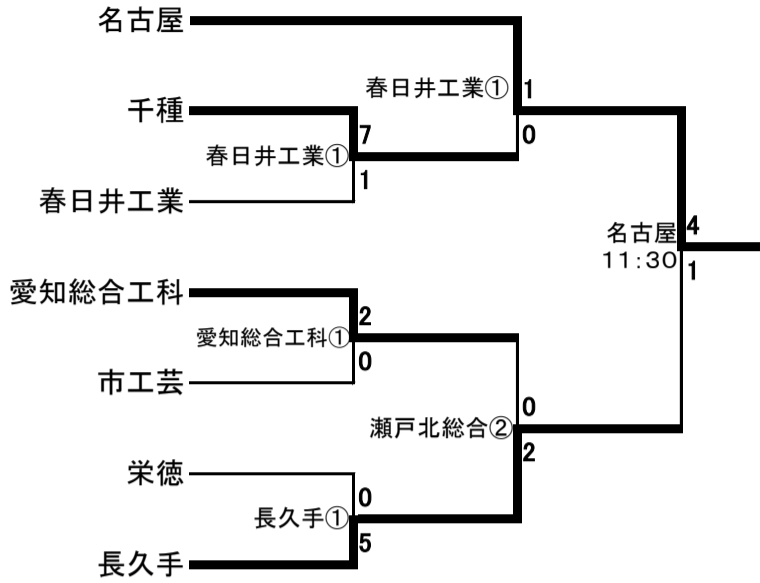 名古屋
春日井工業①
1
0
千種
7
春日井工業①
1
春日井工業
名古屋
11:30
4
1
愛知総合工科
2
愛知総合工科①
0
市工芸
0
瀬戸北総合②
2
栄徳
0
長久手①
5
長久手